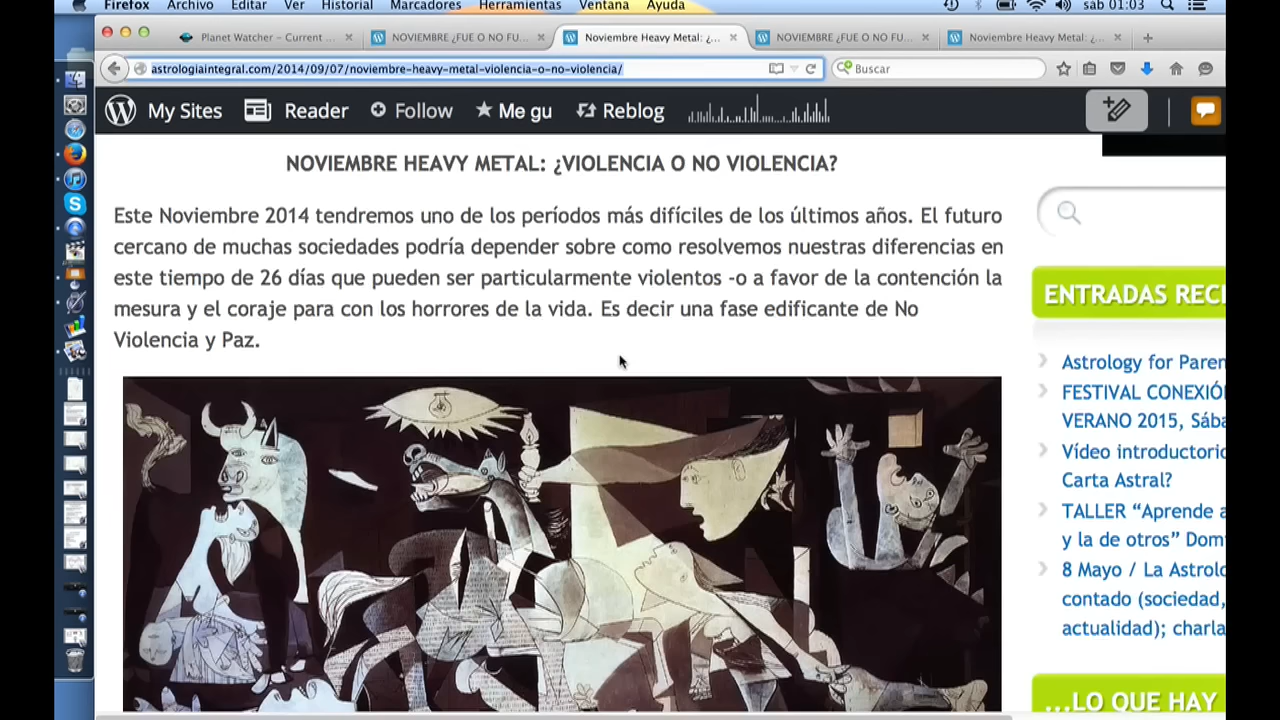 Firefox Archivo Editar Ver Historial Marcadores Herramientas Ventana Ayuda sáb 01:03
Planet Watcher – Current ... NOVIEMBRE ¿FUE O NO FU... Noviembre Heavy Metal: ¿... NOVIEMBRE ¿FUE O NO FU... Noviembre Heavy Metal: ¿...
astrologiaintegral.com/2014/09/07/noviembre-heavy-metal-violencia-o-no-violencia/ Buscar
My Sites Reader Follow Me gu Reblog
NOVIEMBRE HEAVY METAL: ¿VIOLENCIA O NO VIOLENCIA?
Este Noviembre 2014 tendremos uno de los períodos más difíciles de los últimos años. El futuro
cercano de muchas sociedades podría depender sobre como resolvemos nuestras diferencias en
este tiempo de 26 días que pueden ser particularmente violentos -o a favor de la contención la
mesura y el coraje para con los horrores de la vida. Es decir una fase edificante de No
Violencia y Paz.
ENTRADAS RECI
Astrology for Paren
FESTIVAL CONEXIÓ
VERANO 2015, Sába
Vídeo introductorio
Carta Astral?
TALLER “Aprende a
y la de otros” Dom
8 Mayo / La Astrolo
contado (sociedad,
actualidad); charla
...LO QUE HAY